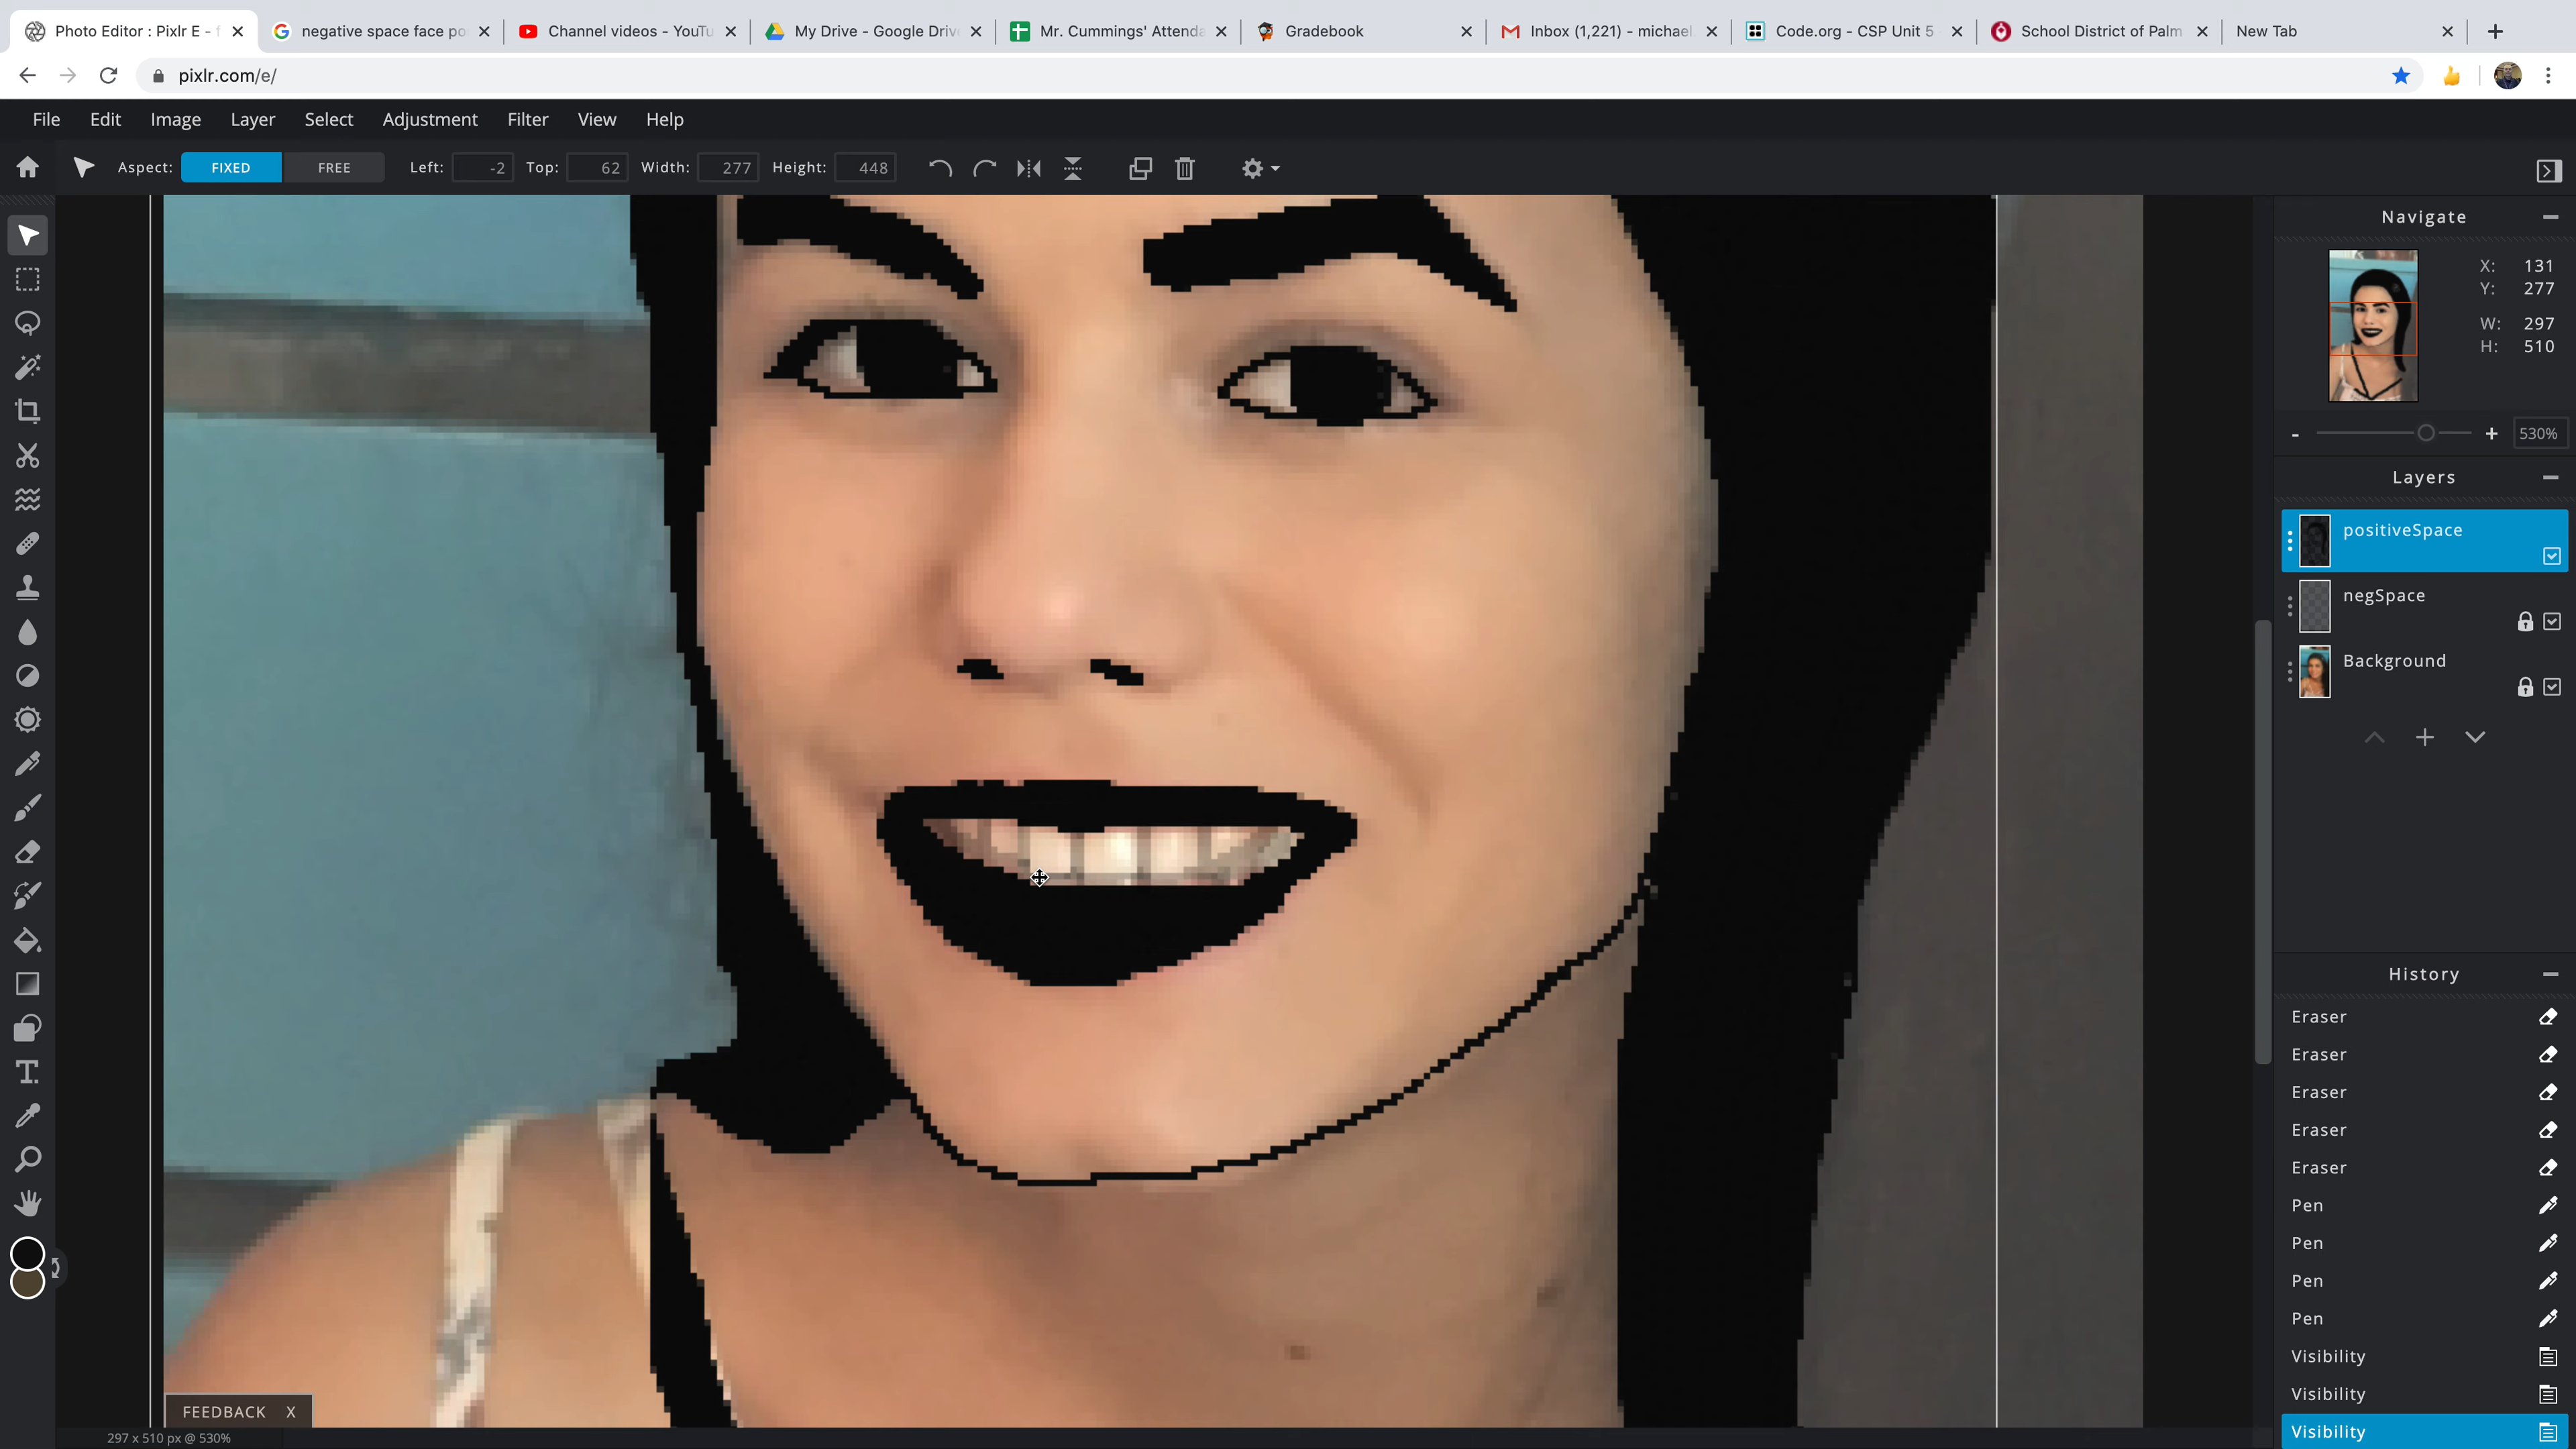 Photo Editor : Pixlr E - f
negative space face po
Channel videos - YouTu
My Drive - Google Drive
Mr. Cummings' Attenda
Gradebook
Inbox (1,221) - michael
Code.org - CSP Unit 5
School District of Palm
New Tab
pixlr.com/e/
File Edit Image Layer Select Adjustment Filter View Help
Aspect: FIXED FREE Left: -2 Top: 62 Width: 277 Height: 448
Navigate
X: 131
Y: 277
W: 297
H: 510
- + 530%
Layers
positiveSpace
negSpace
Background
History
Eraser
Eraser
Eraser
Eraser
Eraser
Pen
Pen
Pen
Pen
Visibility
Visibility
Visibility
FEEDBACK X
297 x 510 px @ 530%